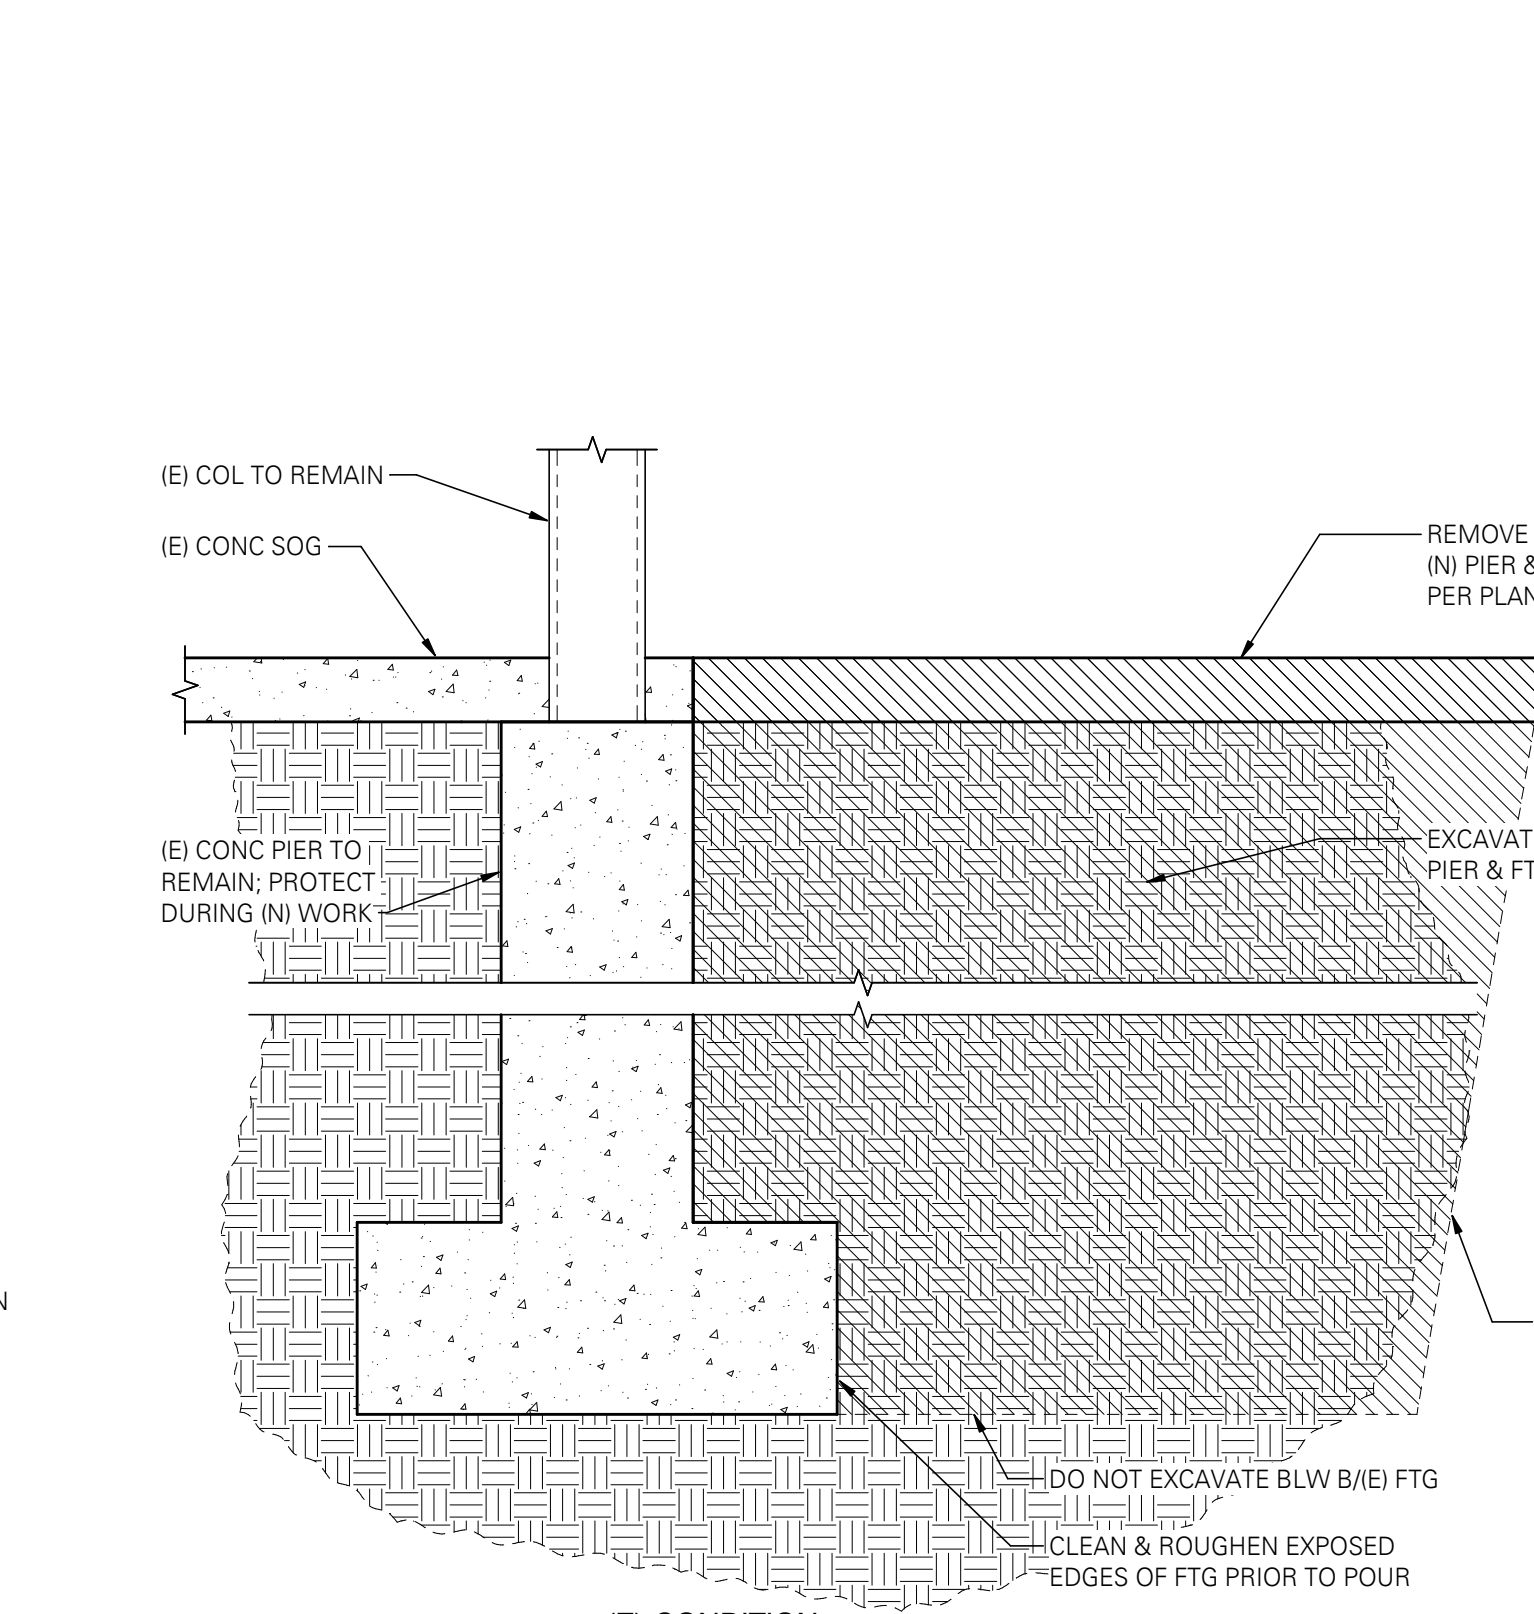 (E) COL TO REMAIN
(E) CONC SOG
REMOVE
(N) PIER &
PER PLAN
(E) CONC PIER TO
REMAIN; PROTECT
DURING (N) WORK
EXCAVAT
PIER & FT
N
DO NOT EXCAVATE BLW B/(E) FTG
CLEAN & ROUGHEN EXPOSED
EDGES OF FTG PRIOR TO POUR
(E) CONDITION